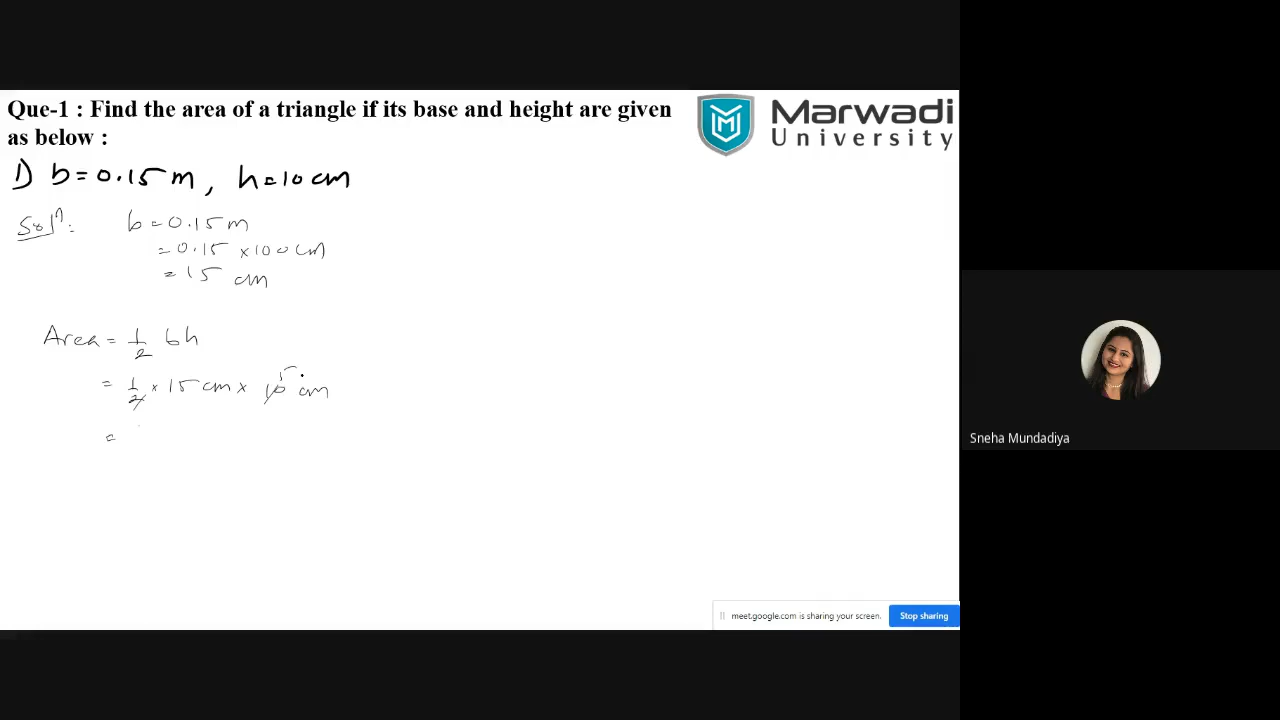 Que-1 : Find the area of a triangle if its base and height are given
as below :
Marwadi
University
1) b=0.15 m, h=10 cm
Solⁿ: b=0.15 m
=0.15 ×100 cm
=15 cm
Area = 1/2 bh
= 1/2 × 15 cm × 10 5 cm
=
Sneha Mundadiya
meet.google.com is sharing your screen. Stop sharing